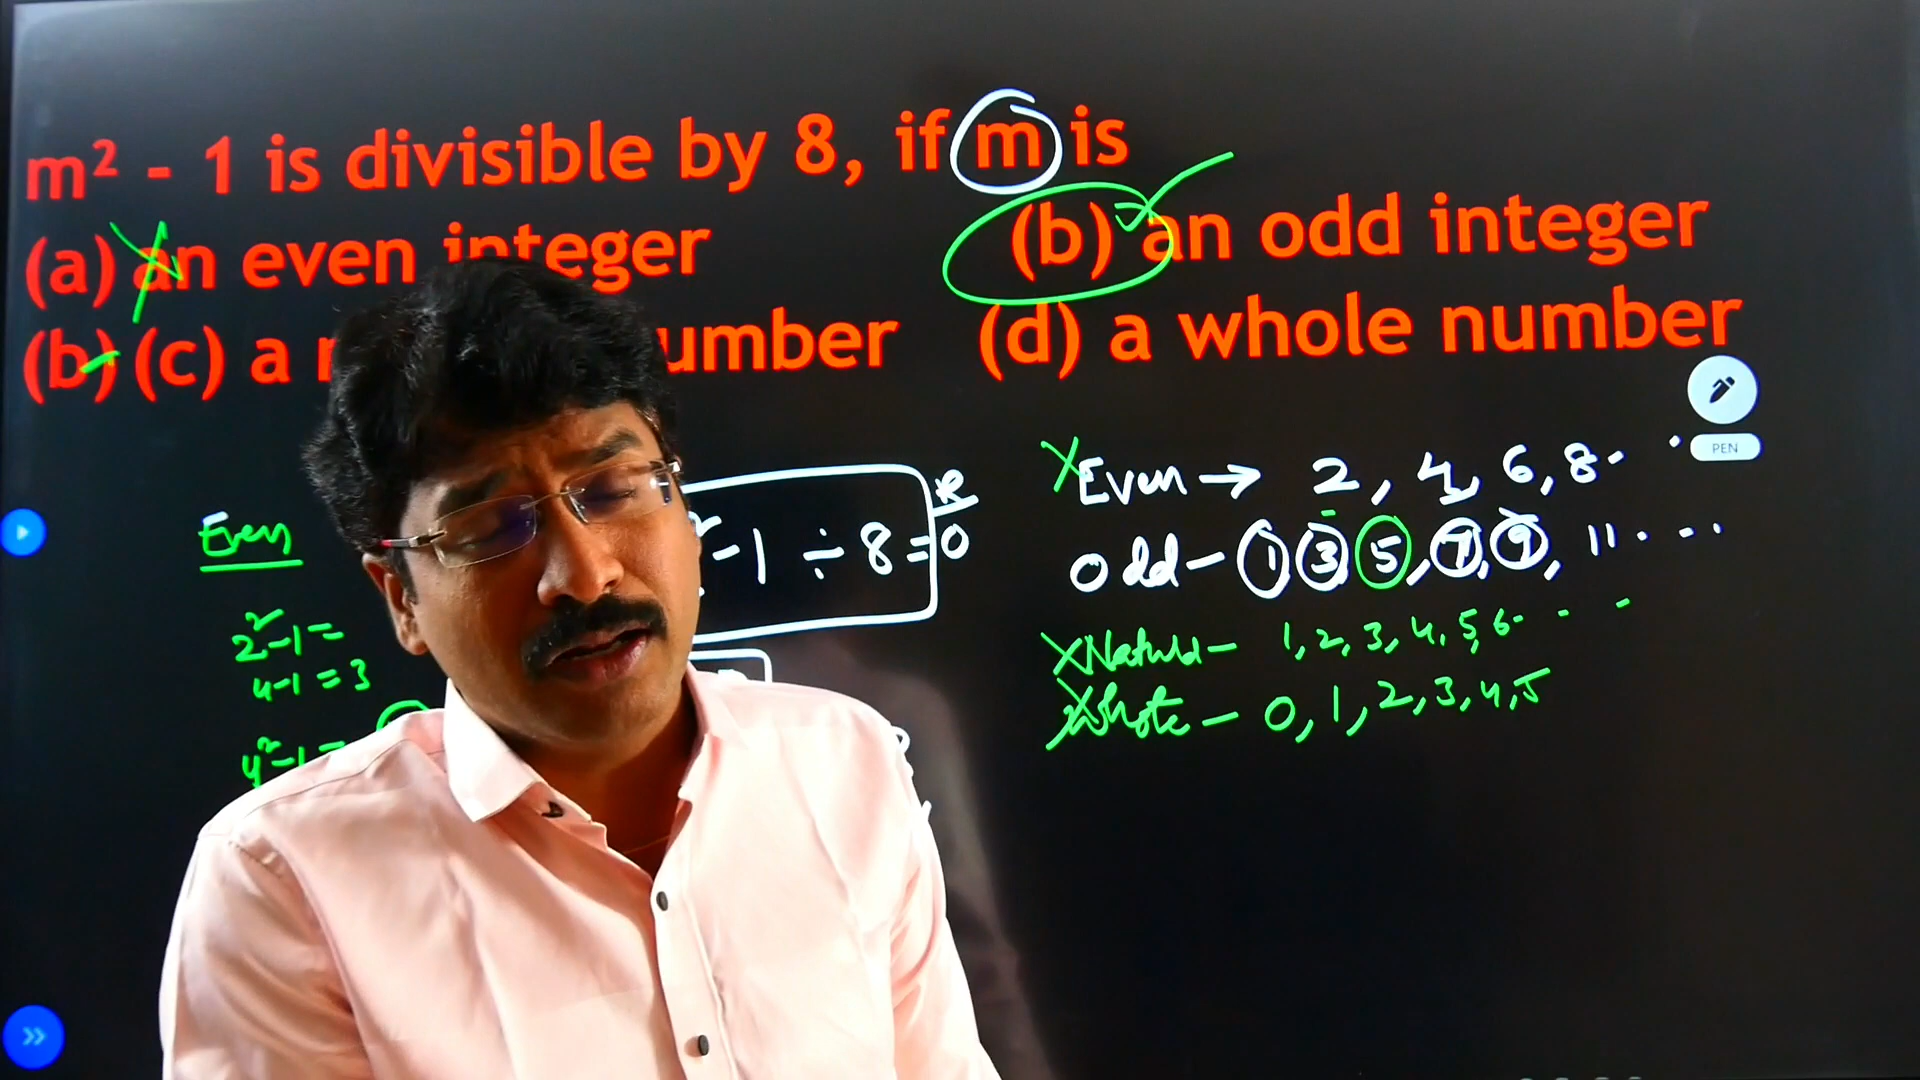 m² - 1 is divisible by 8, if m is
(a) an even integer (b) an odd integer
(b) (c) a number (d) a whole number
PEN
Even → 2, 4, 6, 8
Even -1 ÷ 8 = 0 R
odd - 1 3 5, 7, 9, 11 ...
2² - 1 =
4 - 1 = 3
Natural - 1, 2, 3, 4, 5, 6
Whole - 0, 1, 2, 3, 4, 5
4² - 1 =